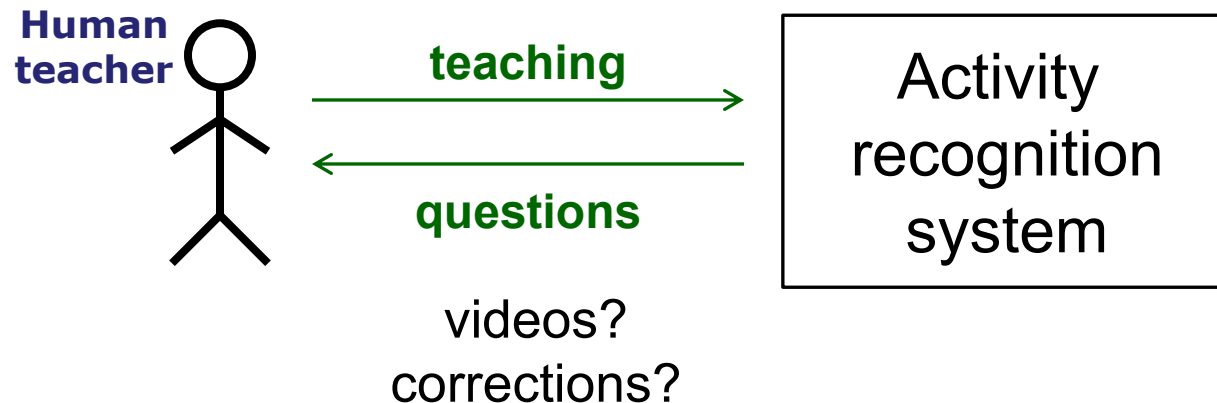 Human
teacher
teaching
questions
videos?
corrections?
Activity
recognition
system